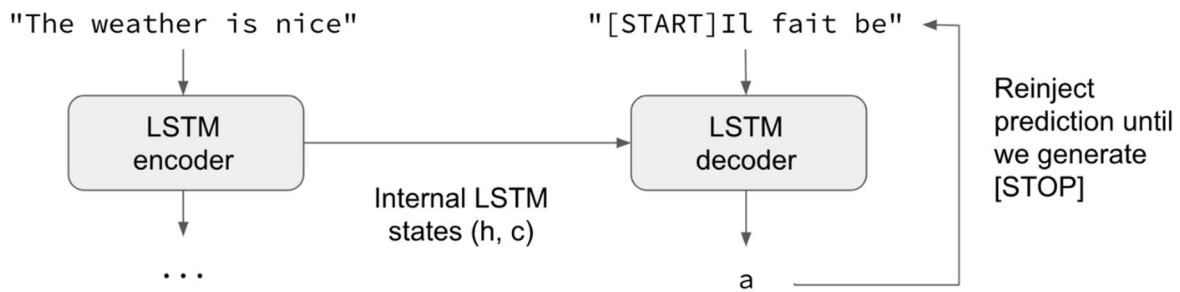 "The weather is nice"
"[START]Il fait be"
LSTM
encoder
LSTM
decoder
Internal LSTM
states (h, c)
Reinject
prediction until
we generate
[STOP]
...
a